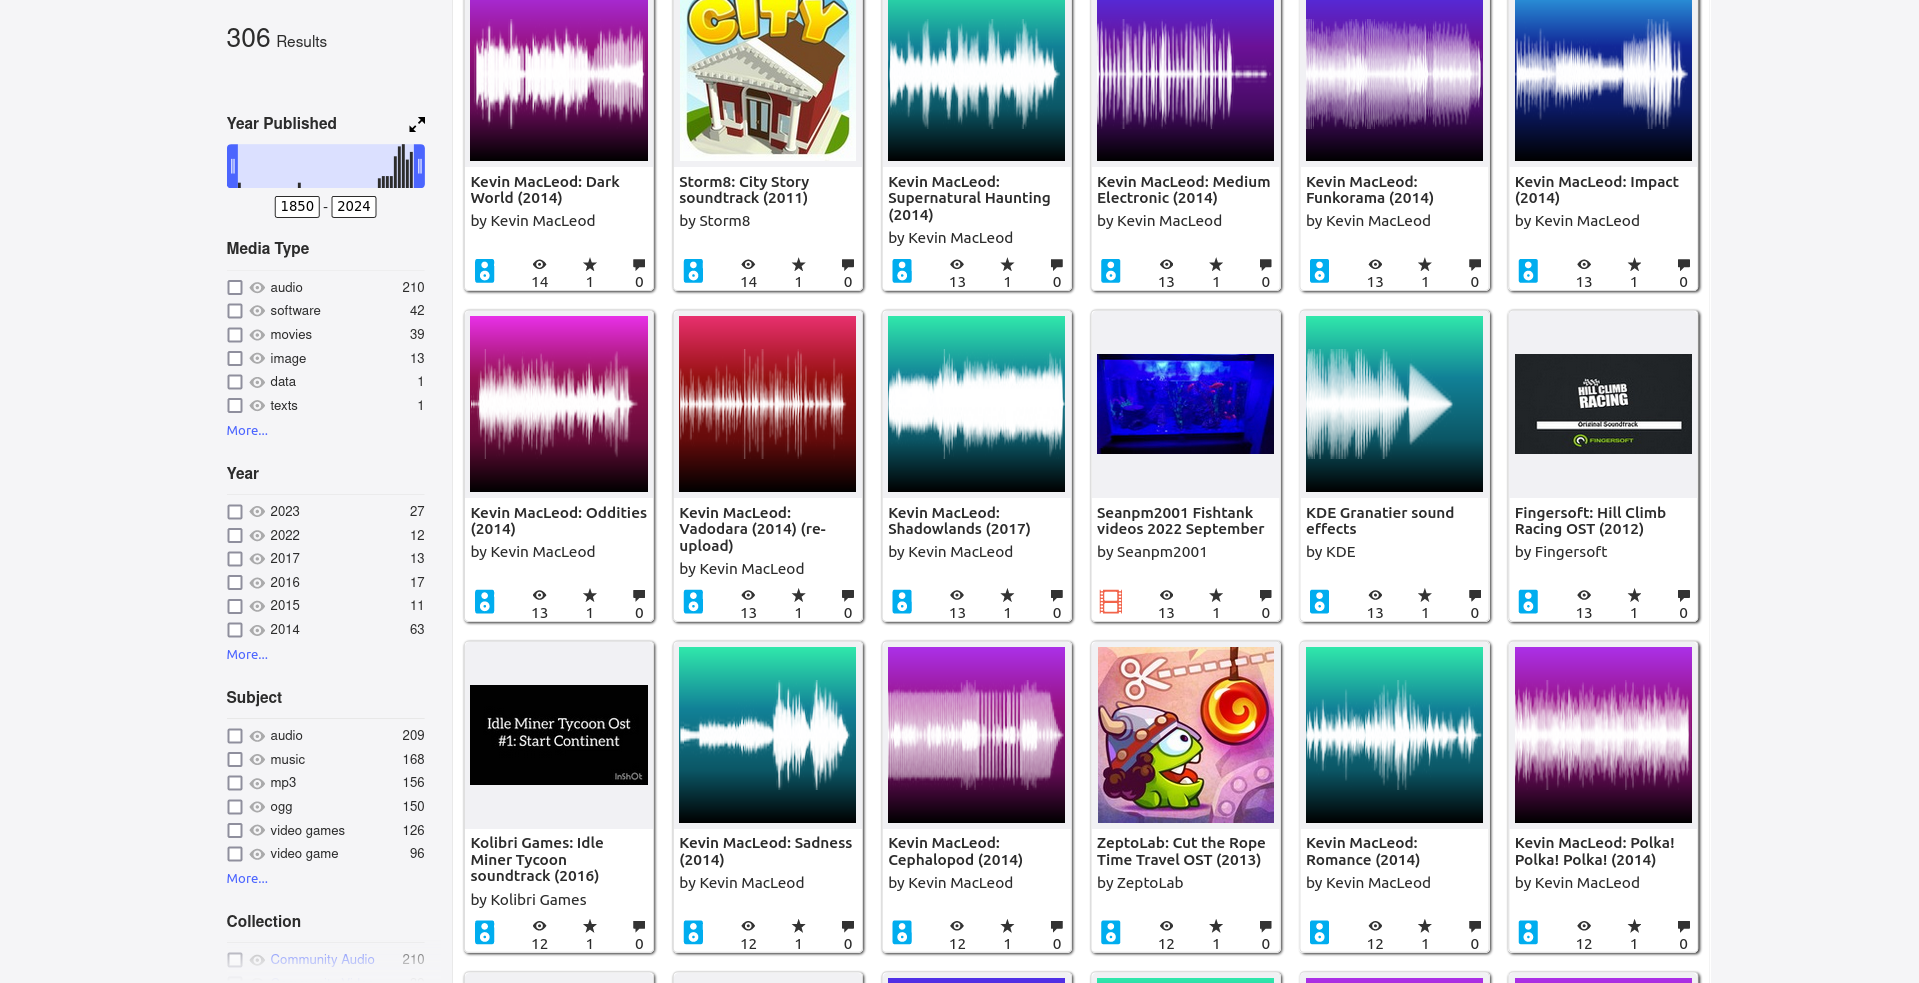 306 Results
Year Published
1850 - 2024
Media Type
audio 210
software 42
movies 39
image 13
data 1
texts 1
More...
Year
2023 27
2022 12
2017 13
2016 17
2015 11
2014 63
More...
Subject
audio 209
music 168
mp3 156
ogg 150
video games 126
video game 96
More...
Collection
Community Audio 210
Kevin MacLeod: Dark
World (2014)
by Kevin MacLeod
14 1 0
CITY
Storm8: City Story
soundtrack (2011)
by Storm8
14 1 0
Kevin MacLeod:
Supernatural Haunting
(2014)
by Kevin MacLeod
13 1 0
Kevin MacLeod: Medium
Electronic (2014)
by Kevin MacLeod
13 1 0
Kevin MacLeod:
Funkorama (2014)
by Kevin MacLeod
13 1 0
Kevin MacLeod: Impact
(2014)
by Kevin MacLeod
13 1 0
Kevin MacLeod: Oddities
(2014)
by Kevin MacLeod
13 1 0
Kevin MacLeod:
Vadodara (2014) (re-
upload)
by Kevin MacLeod
13 1 0
Kevin MacLeod:
Shadowlands (2017)
by Kevin MacLeod
13 1 0
Seanpm2001 Fishtank
videos 2022 September
by Seanpm2001
13 1 0
KDE Granatier sound
effects
by KDE
13 1 0
HILL CLIMB
RACING
Original Soundtrack
FINGERSOFT
Fingersoft: Hill Climb
Racing OST (2012)
by Fingersoft
13 1 0
Idle Miner Tycoon Ost
#1: Start Continent
InShOt
Kolibri Games: Idle
Miner Tycoon
soundtrack (2016)
by Kolibri Games
12 1 0
Kevin MacLeod: Sadness
(2014)
by Kevin MacLeod
12 1 0
Kevin MacLeod:
Cephalopod (2014)
by Kevin MacLeod
12 1 0
ZeptoLab: Cut the Rope
Time Travel OST (2013)
by ZeptoLab
12 1 0
Kevin MacLeod:
Romance (2014)
by Kevin MacLeod
12 1 0
Kevin MacLeod: Polka!
Polka! Polka! (2014)
by Kevin MacLeod
12 1 0